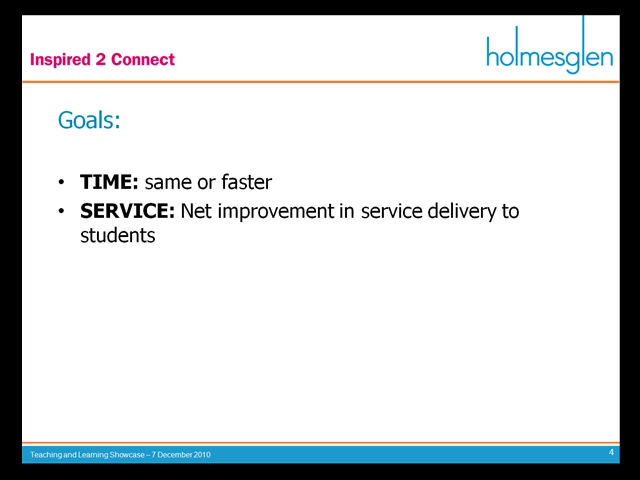 Inspired 2 Connect
holmesglen
Goals:
• TIME: same or faster
• SERVICE: Net improvement in service delivery to
students
Teaching and Learning Showcase – 7 December 2010
4